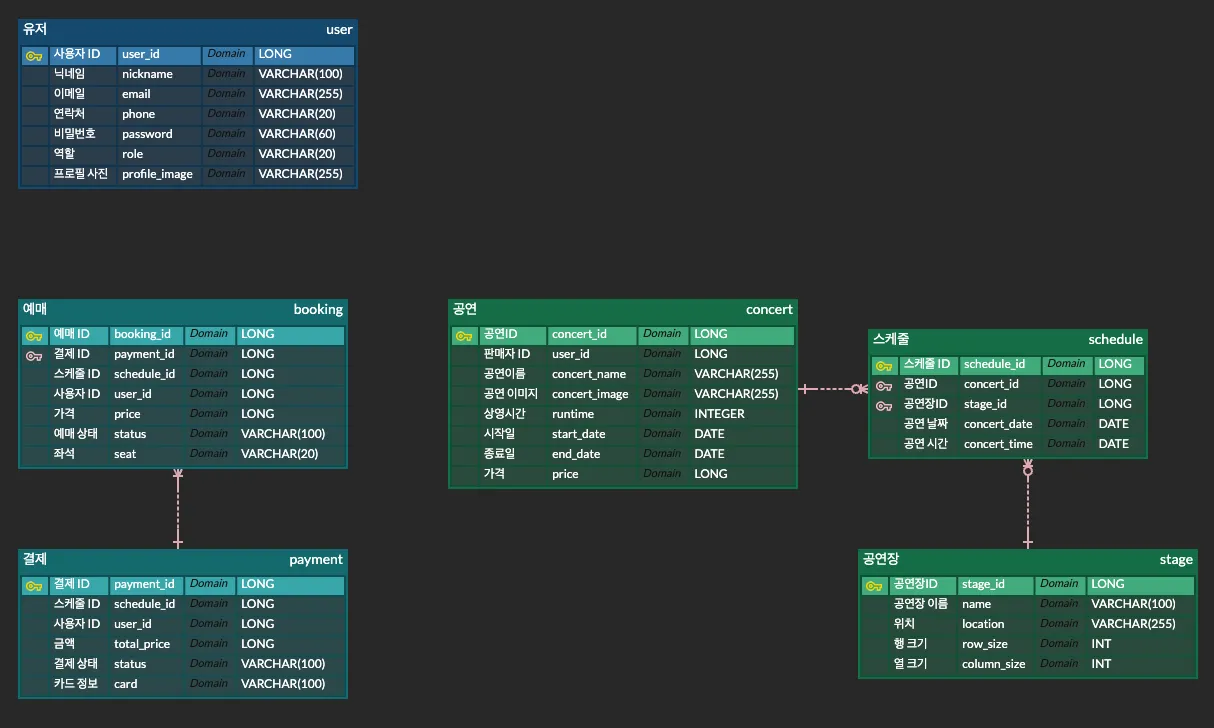 유저 user
사용자 ID user_id Domain LONG
닉네임 nickname Domain VARCHAR(100)
이메일 email Domain VARCHAR(255)
연락처 phone Domain VARCHAR(20)
비밀번호 password Domain VARCHAR(60)
역할 role Domain VARCHAR(20)
프로필 사진 profile_image Domain VARCHAR(255)
예매 booking
예매 ID booking_id Domain LONG
결제 ID payment_id Domain LONG
스케줄 ID schedule_id Domain LONG
사용자 ID user_id Domain LONG
가격 price Domain LONG
예매 상태 status Domain VARCHAR(100)
좌석 seat Domain VARCHAR(20)
공연 concert
공연ID concert_id Domain LONG
판매자 ID user_id Domain LONG
공연이름 concert_name Domain VARCHAR(255)
공연 이미지 concert_image Domain VARCHAR(255)
상영시간 runtime Domain INTEGER
시작일 start_date Domain DATE
종료일 end_date Domain DATE
가격 price Domain LONG
스케줄 schedule
스케줄 ID schedule_id Domain LONG
공연ID concert_id Domain LONG
공연장ID stage_id Domain LONG
공연 날짜 concert_date Domain DATE
공연 시간 concert_time Domain DATE
결제 payment
결제 ID payment_id Domain LONG
스케줄 ID schedule_id Domain LONG
사용자 ID user_id Domain LONG
금액 total_price Domain LONG
결제 상태 status Domain VARCHAR(100)
카드 정보 card Domain VARCHAR(100)
공연장 stage
공연장ID stage_id Domain LONG
공연장 이름 name Domain VARCHAR(100)
위치 location Domain VARCHAR(255)
행 크기 row_size Domain INT
열 크기 column_size Domain INT